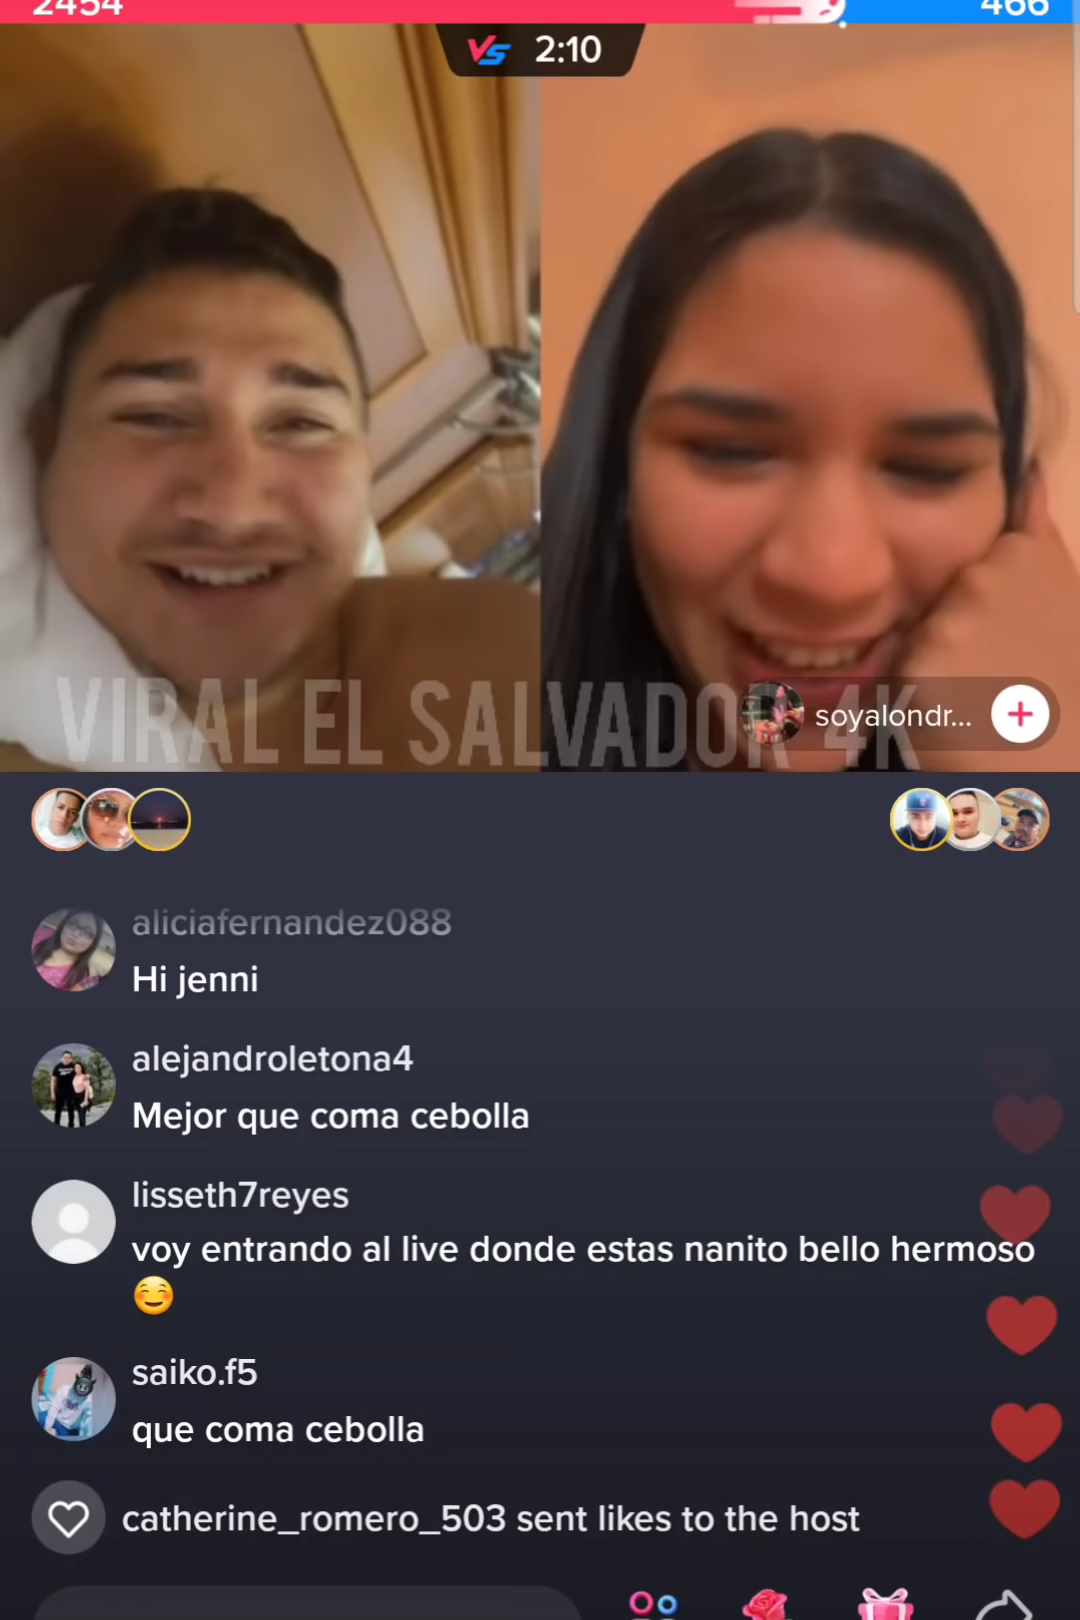 2454
466
VS 2:10
VIRAL EL SALVADOR 4K
soyalondr...
aliciafernandez088
Hi jenni
alejandroletona4
Mejor que coma cebolla
lisseth7reyes
voy entrando al live donde estas nanito bello hermoso
saiko.f5
que coma cebolla
catherine_romero_503 sent likes to the host